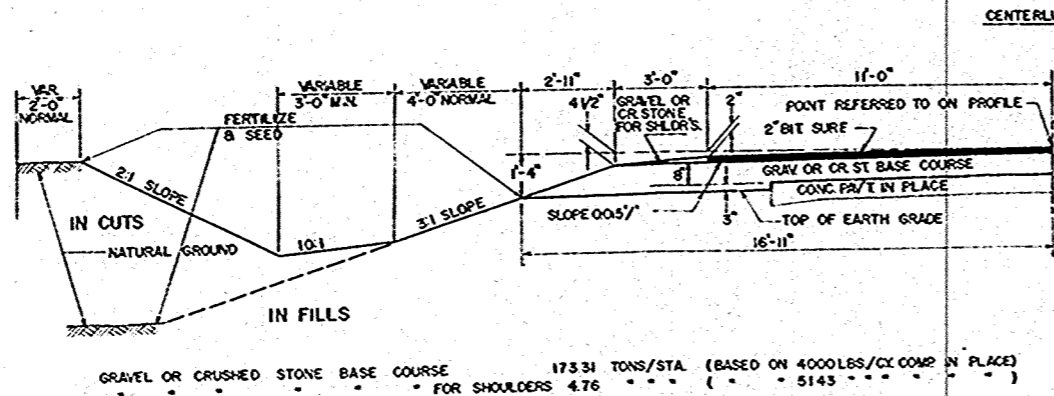 CENTERLI
VAR.
2'-0"
NORMAL
VARIABLE
3'-0" MIN.
VARIABLE
4'-0" NORMAL
2'-11"
3'-0"
11'-0"
4 1/2"
GRAVEL OR
CR. STONE
FOR SHLDR'S.
2"
POINT REFERRED TO ON PROFILE
2" BIT. SURF.
FERTILIZE
& SEED
1'-4"
8"
GRAV. OR CR. ST. BASE COURSE
CONC. PAV'T. IN PLACE
2:1 SLOPE
3:1 SLOPE
SLOPE 0.015'/'
3"
TOP OF EARTH GRADE
IN CUTS
NATURAL GROUND
10:1
16'-11"
IN FILLS
GRAVEL OR CRUSHED STONE BASE COURSE 173.31 TONS/STA. (BASED ON 4000 LBS/C.Y. COMP. IN PLACE)
" " " " " FOR SHOULDERS 4.76 " " " ( " " 5143 " " " " " )